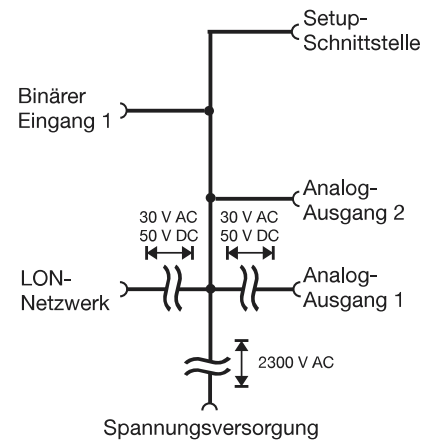 Setup-
Schnittstelle
Binärer
Eingang 1
Analog-
Ausgang 2
30 V AC
50 V DC
30 V AC
50 V DC
LON-
Netzwerk
Analog-
Ausgang 1
2300 V AC
Spannungsversorgung